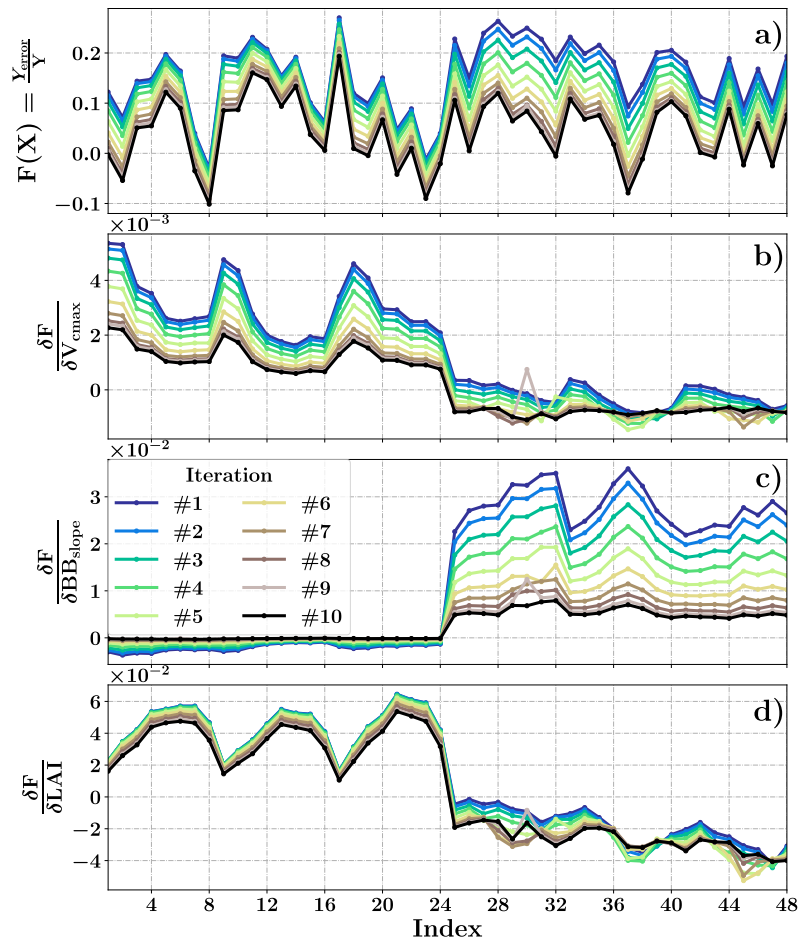 a)
F(X) = Y_error / Y
0.2
0.1
0.0
−0.1
×10⁻³
b)
δF / δV_cmax
4
2
0
×10⁻²
c)
δF / δBB_slope
3
2
1
0
Iteration
#1 #6
#2 #7
#3 #8
#4 #9
#5 #10
×10⁻²
d)
δF / δLAI
6
4
2
0
−2
−4
4 8 12 16 20 24 28 32 36 40 44 48
Index